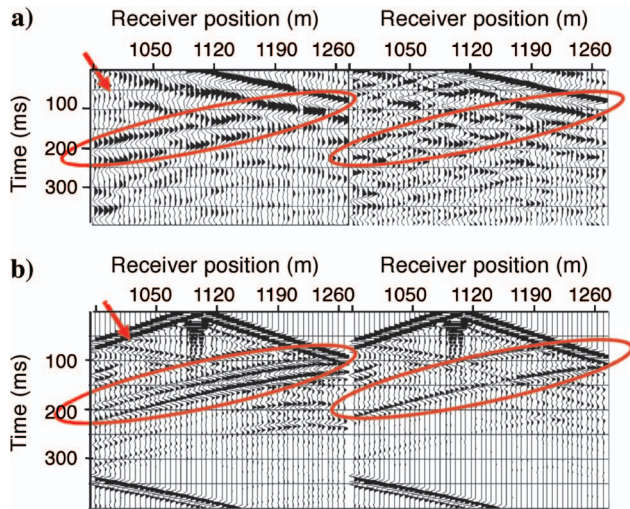 a)
Receiver position (m) Receiver position (m)
1050 1120 1190 1260 1050 1120 1190 1260
Time (ms)
100
200
300
b)
Receiver position (m) Receiver position (m)
1050 1120 1190 1260 1050 1120 1190 1260
Time (ms)
100
200
300